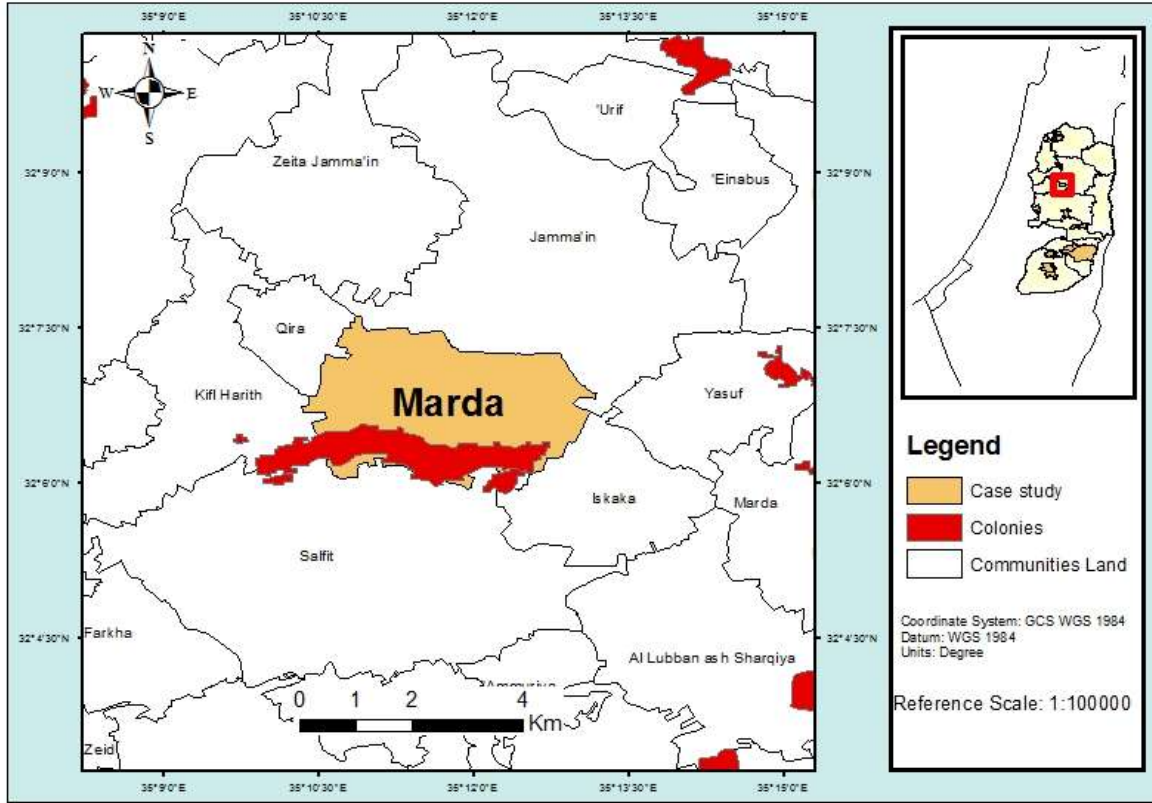 35°9'0"E 35°10'30"E 35°12'0"E 35°13'30"E 35°15'0"E
N
W E
S
'Urif
Zeita Jamma'in
32°9'0"N 32°9'0"N
'Einabus
Jamma'in
32°7'30"N 32°7'30"N
Qira
Kifl Harith
Marda
Yasuf
32°6'0"N 32°6'0"N
Iskaka
Marda
Salfit
Farkha
32°4'30"N 32°4'30"N
Al Lubban ash Sharqiya
'Ammuriya
0 1 2 4
Km
Zeid
35°9'0"E 35°10'30"E 35°12'0"E 35°13'30"E 35°15'0"E
Legend
Case study
Colonies
Communities Land
Coordinate System: GCS WGS 1984
Datum: WGS 1984
Units: Degree
Reference Scale: 1:100000